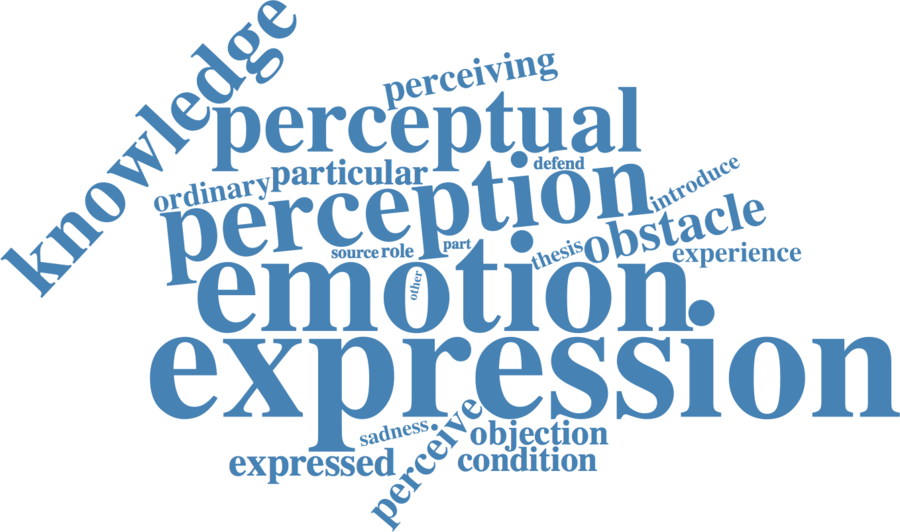 knowledge
perceiving
perceptual
defend
particular
ordinary
perception
introduce
obstacle
source
role
part
thesis
experience
other
emotion
expression
sadness
perceive
objection
expressed
condition